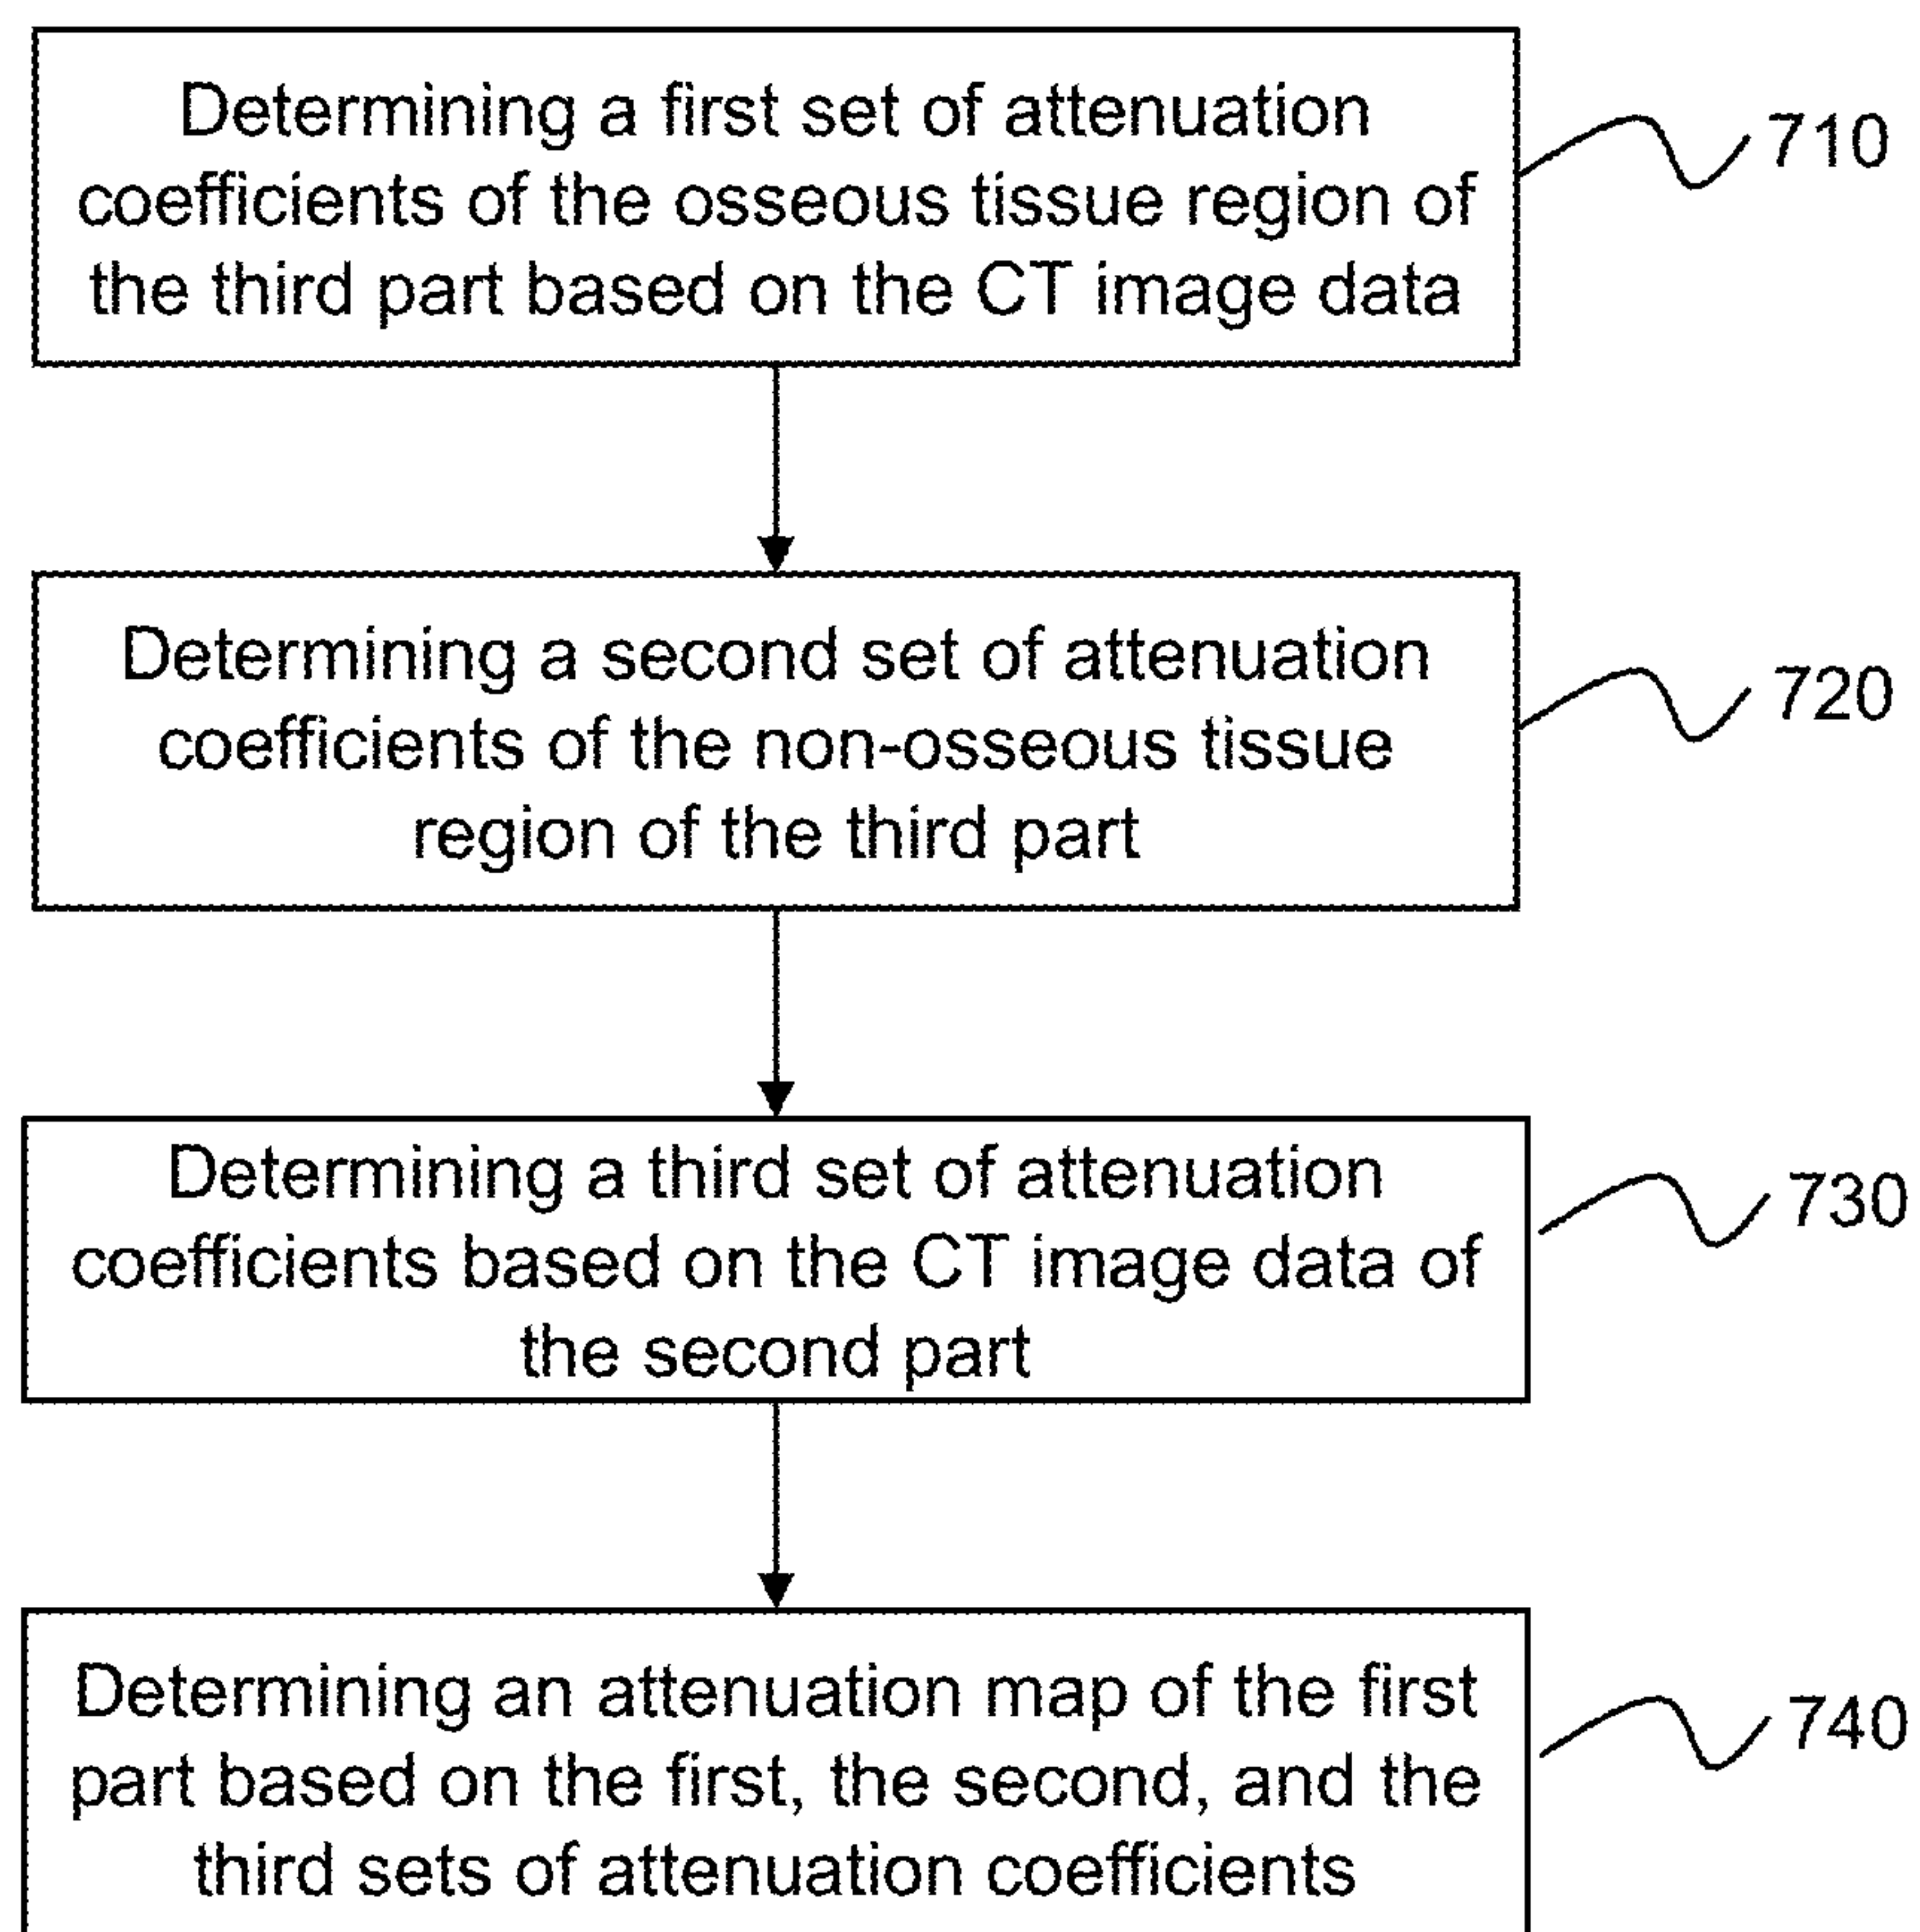 Determining a first set of attenuation
coefficients of the osseous tissue region of
the third part based on the CT image data
710
Determining a second set of attenuation
coefficients of the non-osseous tissue
region of the third part
720
Determining a third set of attenuation
coefficients based on the CT image data of
the second part
730
Determining an attenuation map of the first
part based on the first, the second, and the
third sets of attenuation coefficients
740